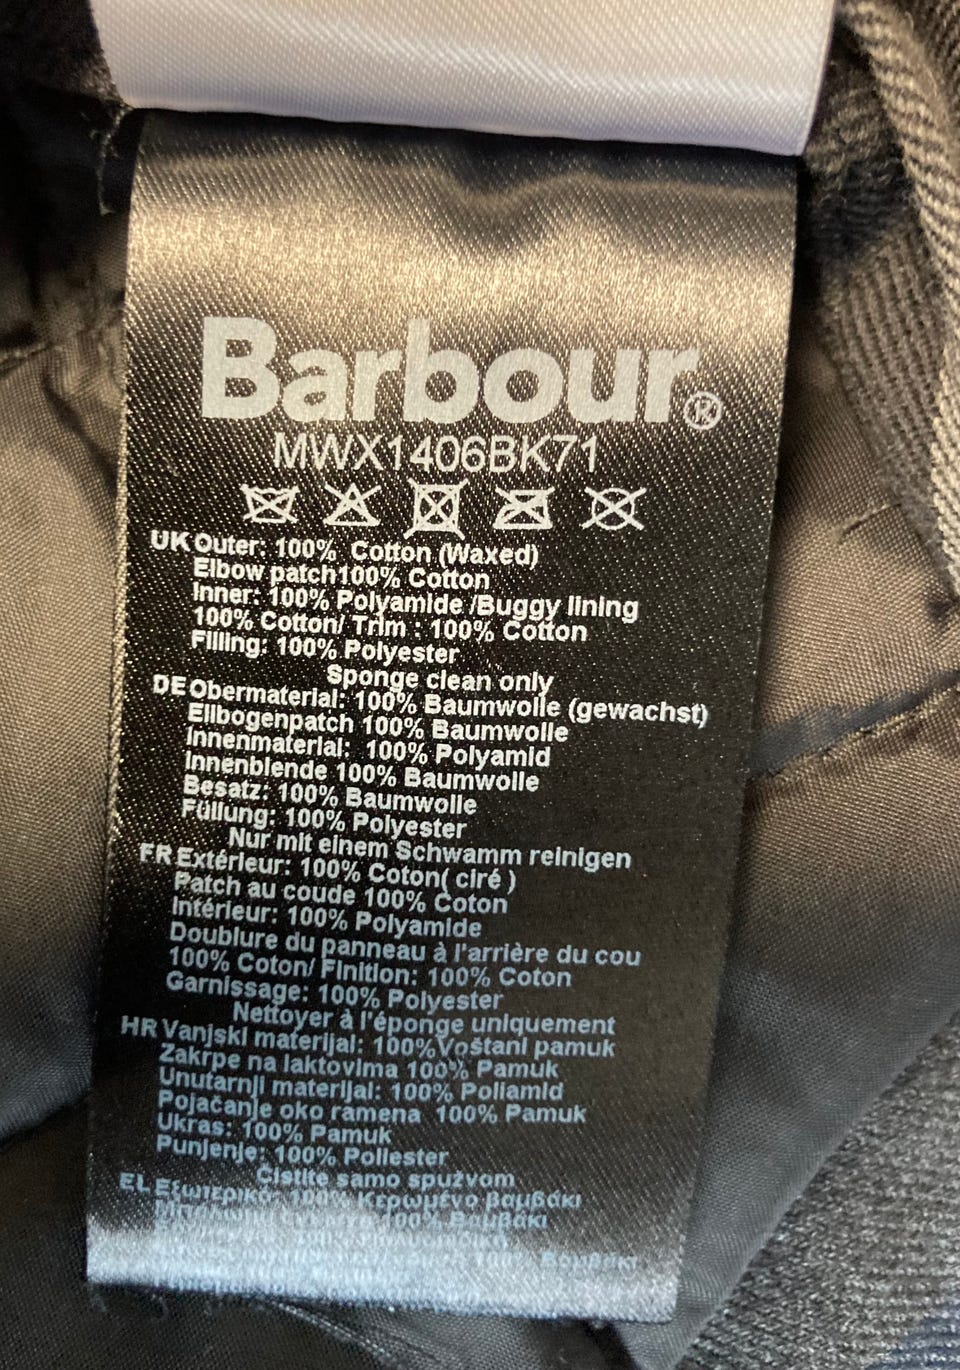 Barbour®
MWX1406BK71
UK Outer: 100% Cotton (Waxed)
Elbow patch100% Cotton
Inner: 100% Polyamide /Buggy lining
100% Cotton/ Trim : 100% Cotton
Filling: 100% Polyester
Sponge clean only
DE Obermaterial: 100% Baumwolle (gewachst)
Ellbogenpatch 100% Baumwolle
Innenmaterial: 100% Polyamid
Innenblende 100% Baumwolle
Besatz: 100% Baumwolle
Füllung: 100% Polyester
Nur mit einem Schwamm reinigen
FR Extérieur: 100% Coton( ciré )
Patch au coude 100% Coton
Intérieur: 100% Polyamide
Doublure du panneau à l'arrière du cou
100% Coton/ Finition: 100% Coton
Garnissage: 100% Polyester
Nettoyer à l'éponge uniquement
HR Vanjski materijal: 100%Voštani pamuk
Zakrpe na laktovima 100% Pamuk
Unutarnji materijal: 100% Poliamid
Pojačanje oko ramena 100% Pamuk
Ukras: 100% Pamuk
Punjenje: 100% Poliester
Čistite samo spužvom
EL Εξωτερικό: 100% Κερωμένο βαμβάκι
100% Βαμβάκι
100% Βαμβάκι